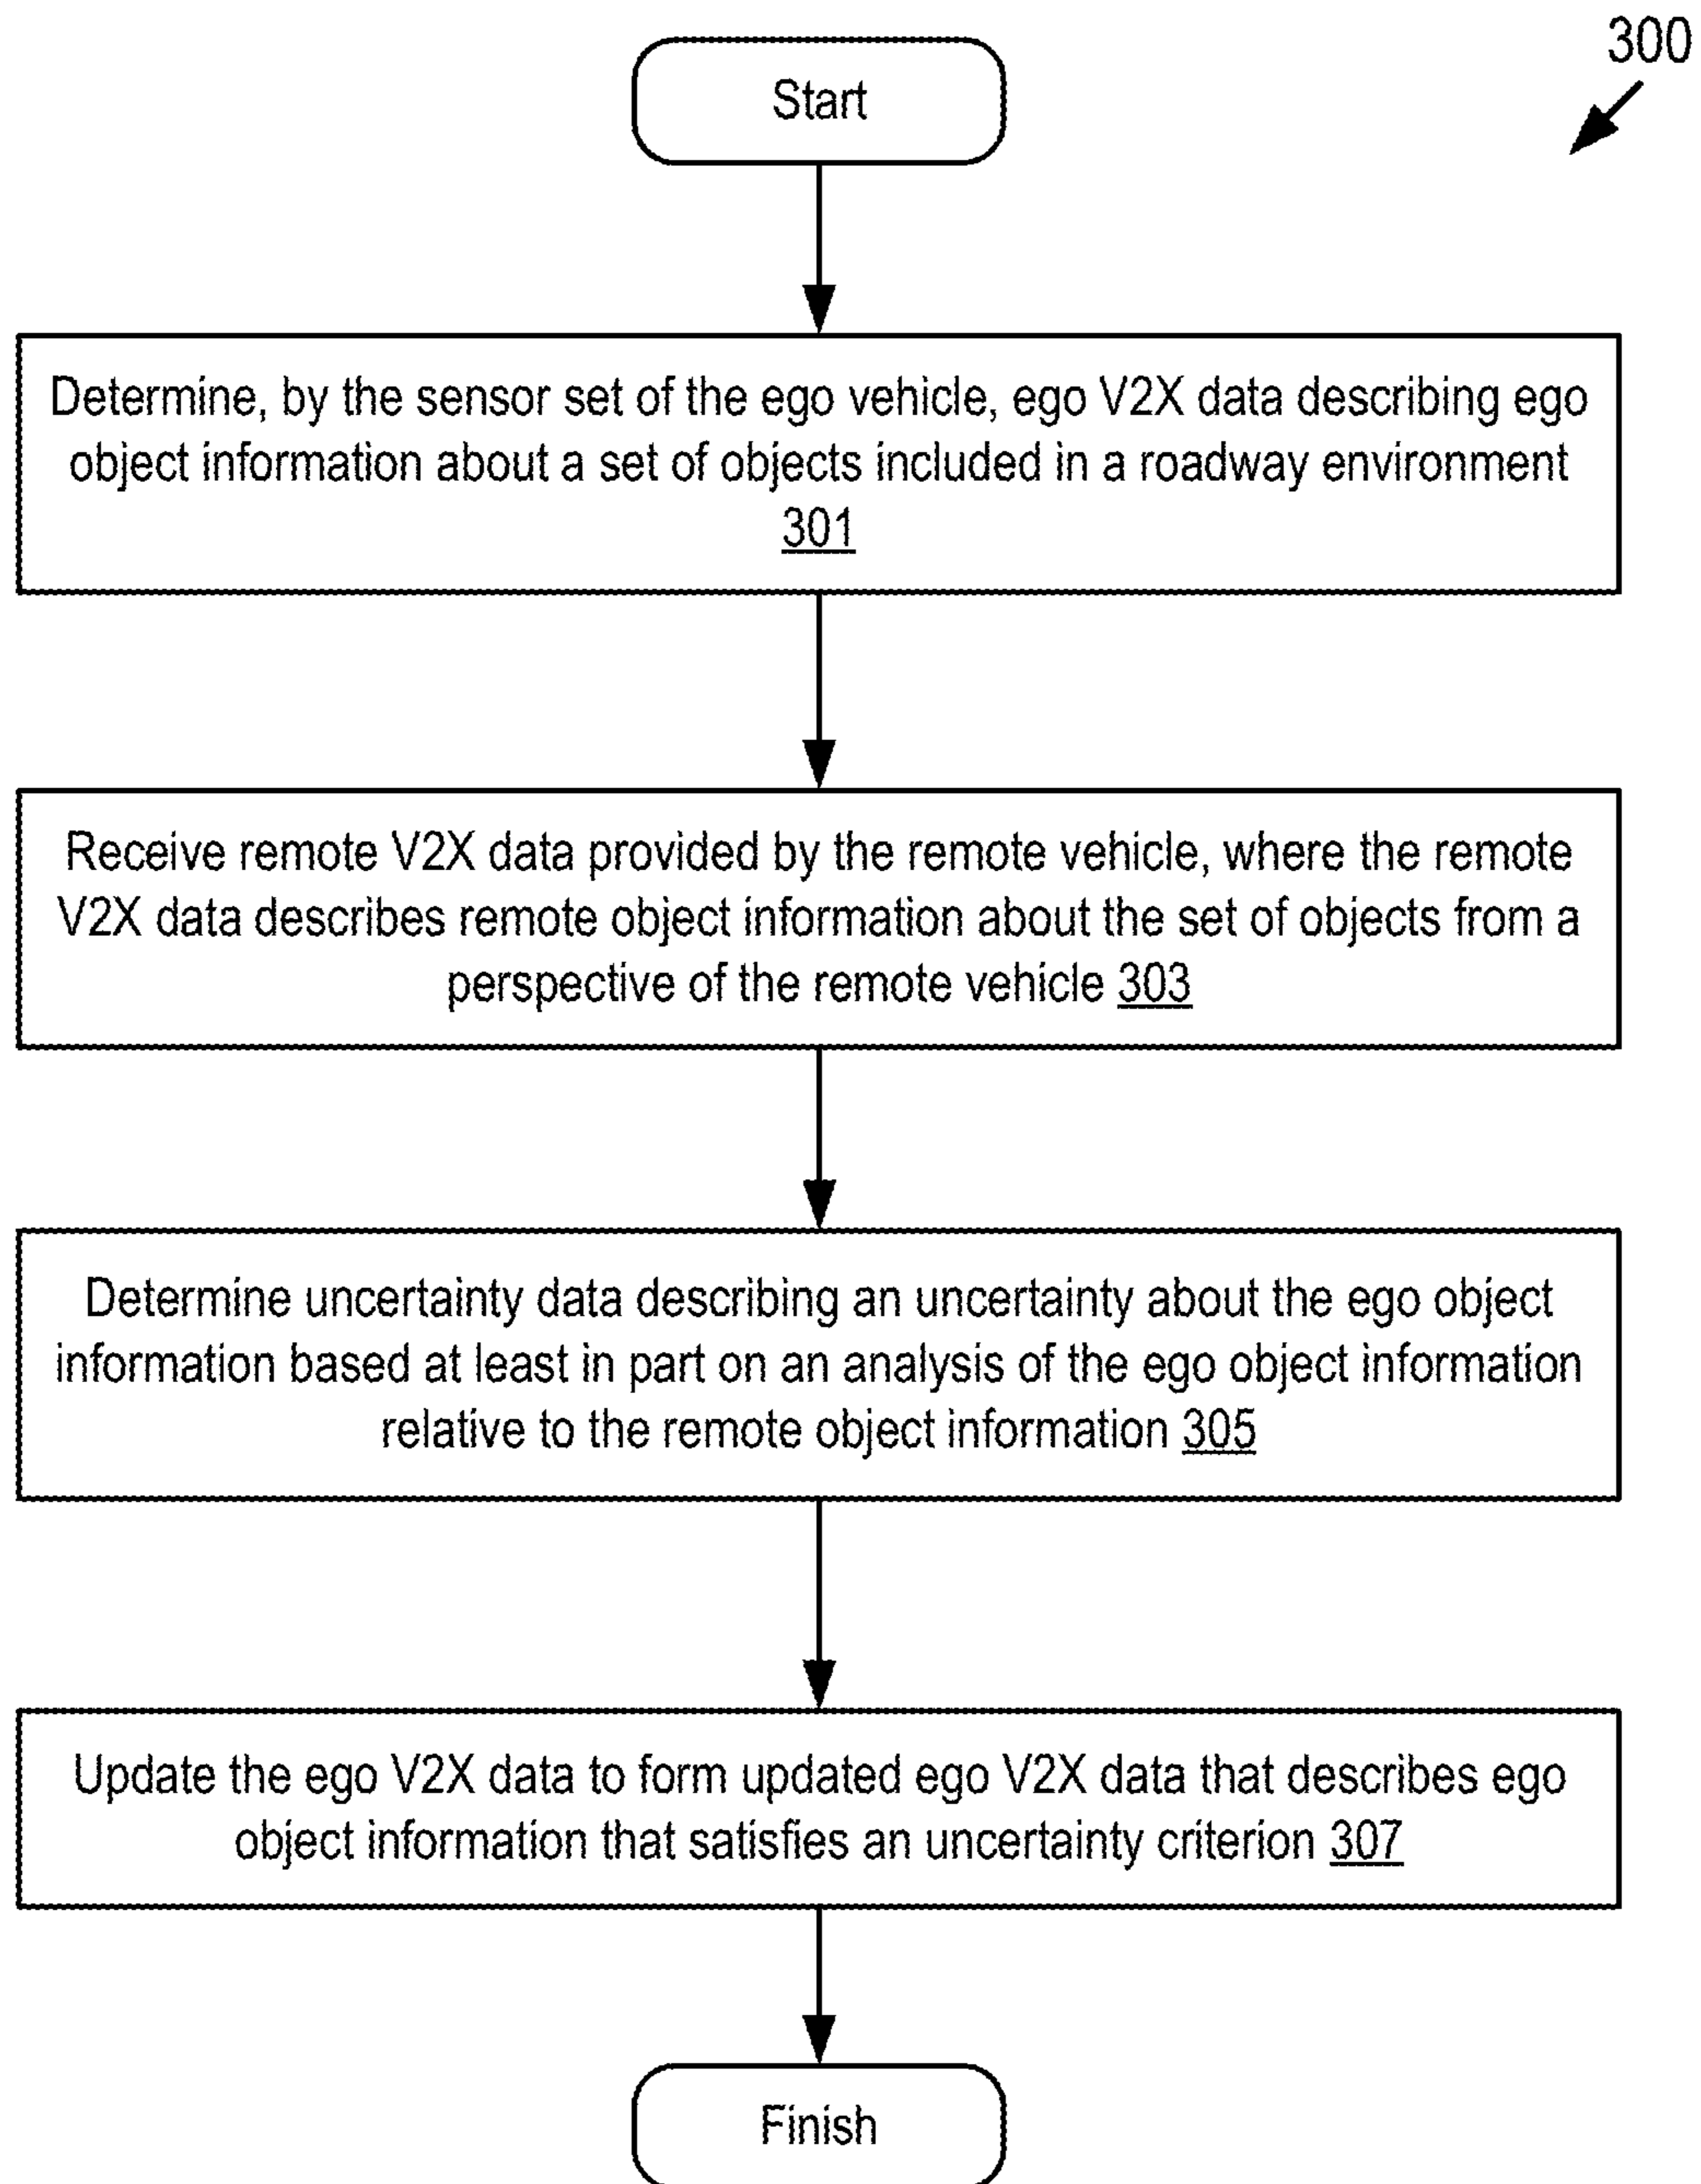 300
Start
Determine, by the sensor set of the ego vehicle, ego V2X data describing ego
object information about a set of objects included in a roadway environment
301
Receive remote V2X data provided by the remote vehicle, where the remote
V2X data describes remote object information about the set of objects from a
perspective of the remote vehicle 303
Determine uncertainty data describing an uncertainty about the ego object
information based at least in part on an analysis of the ego object information
relative to the remote object information 305
Update the ego V2X data to form updated ego V2X data that describes ego
object information that satisfies an uncertainty criterion 307
Finish